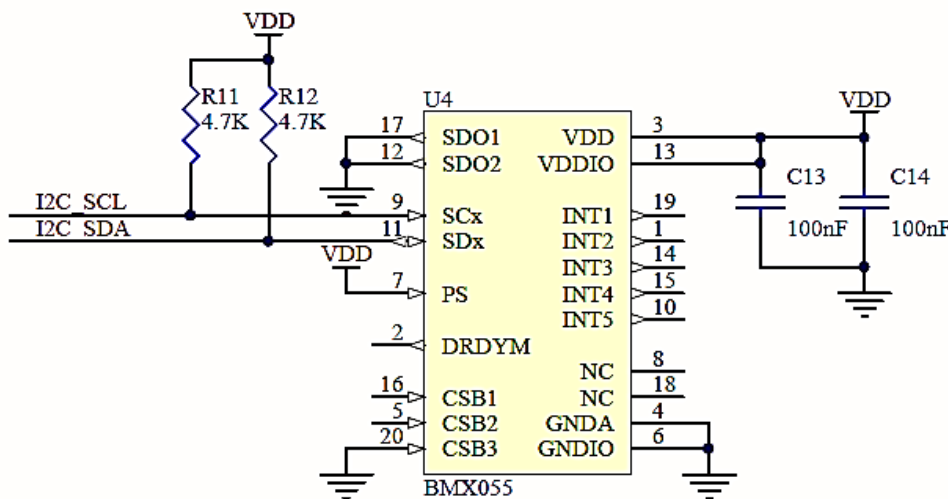 VDD
R11
4.7K
R12
4.7K
I2C_SCL
I2C_SDA
VDD
U4
17
SDO1
12
SDO2
9
SCx
11
SDx
7
PS
2
DRDYM
16
CSB1
5
CSB2
20
CSB3
VDD
3
VDDIO
13
INT1
19
INT2
1
INT3
14
INT4
15
INT5
10
NC
8
NC
18
GNDA
4
GNDIO
6
BMX055
VDD
C13
100nF
C14
100nF